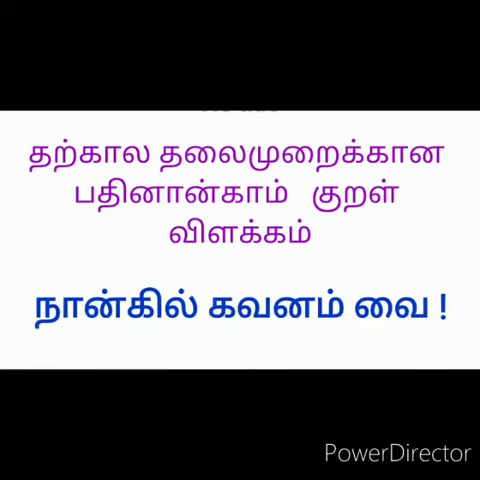 தற்கால தலைமுறைக்கான
பதினான்காம் குறள்
விளக்கம்
நான்கில் கவனம் வை !
PowerDirector